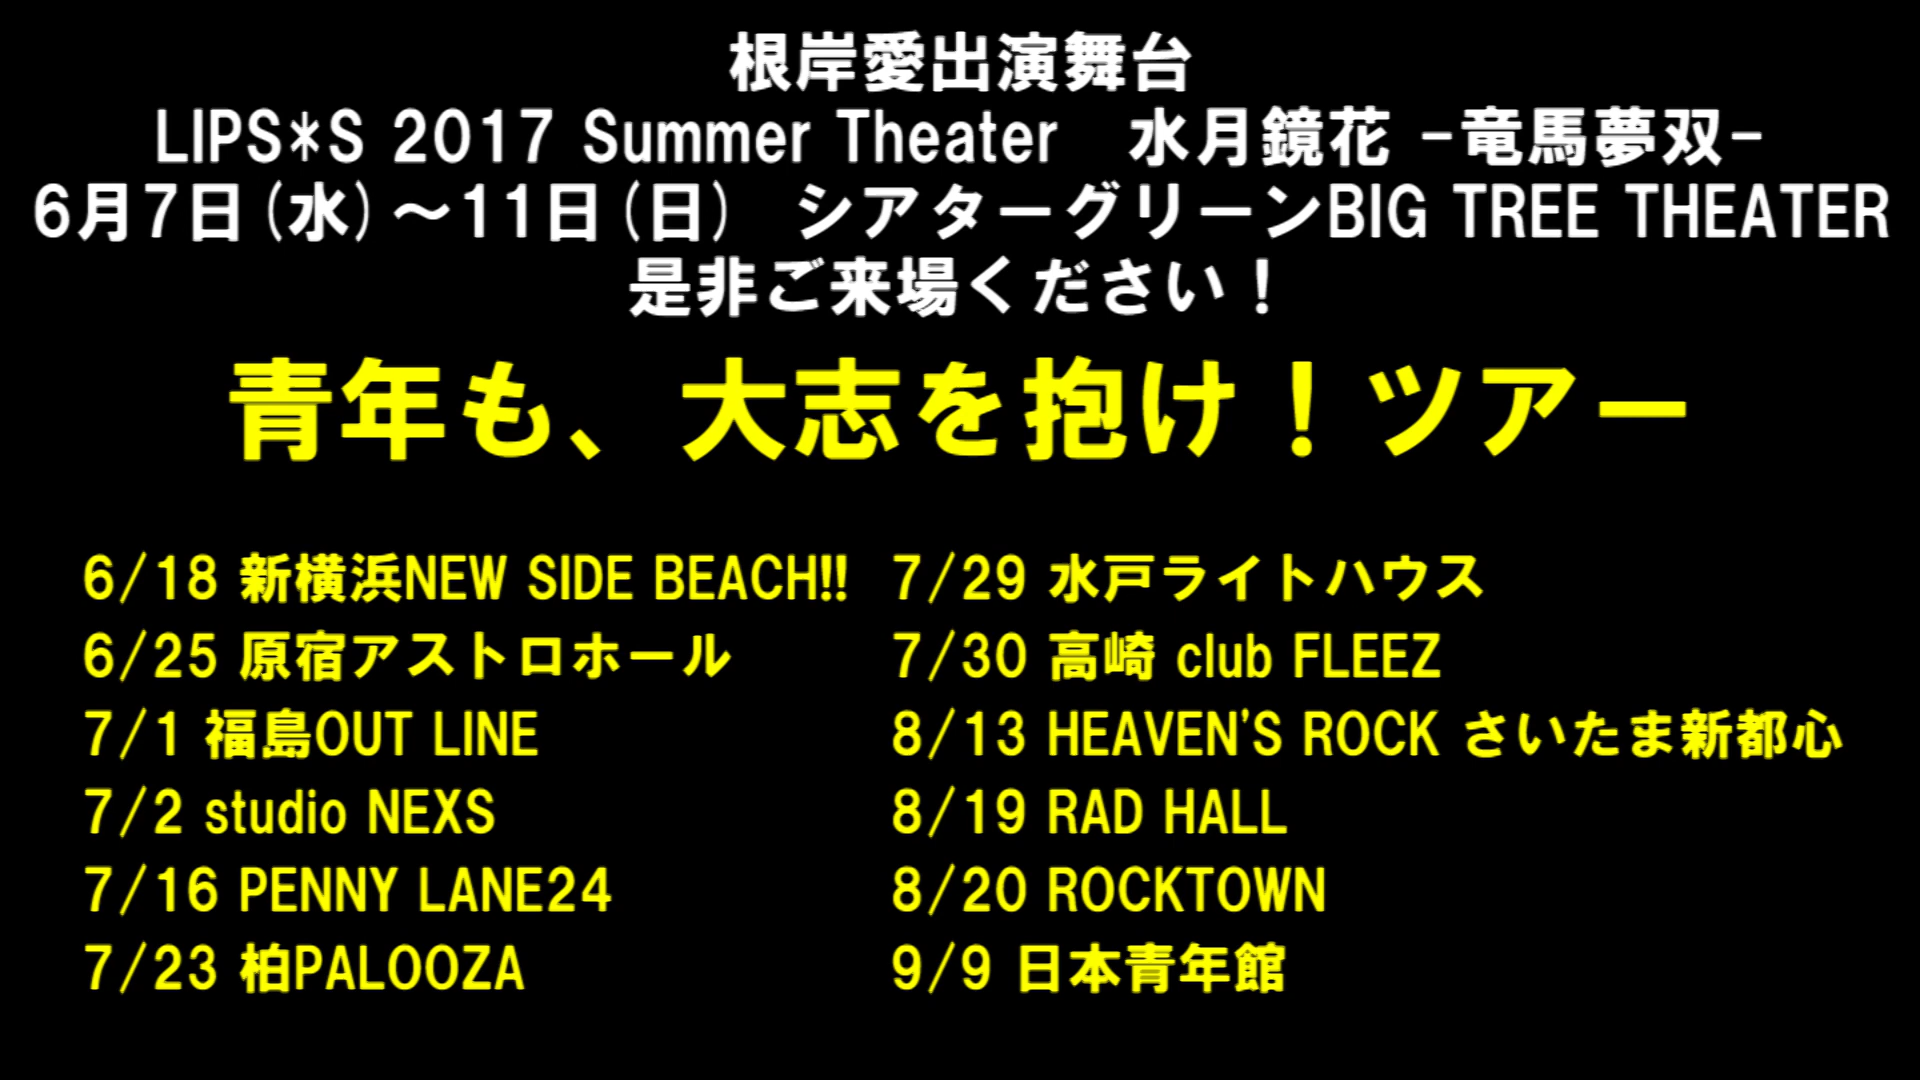 根岸愛出演舞台
LIPS*S 2017 Summer Theater　水月鏡花 -竜馬夢双-
6月7日(水)～11日(日)　シアターグリーンBIG TREE THEATER
是非ご来場ください！
青年も、大志を抱け！ツアー
6/18 新横浜NEW SIDE BEACH!!
6/25 原宿アストロホール
7/1 福島OUT LINE
7/2 studio NEXS
7/16 PENNY LANE24
7/23 柏PALOOZA
7/29 水戸ライトハウス
7/30 高崎 club FLEEZ
8/13 HEAVEN'S ROCK さいたま新都心
8/19 RAD HALL
8/20 ROCKTOWN
9/9 日本青年館